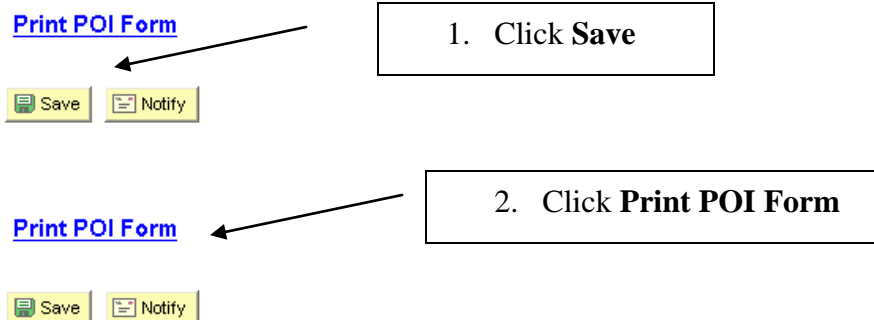 Print POI Form
1. Click Save
Save Notify
2. Click Print POI Form
Print POI Form
Save Notify